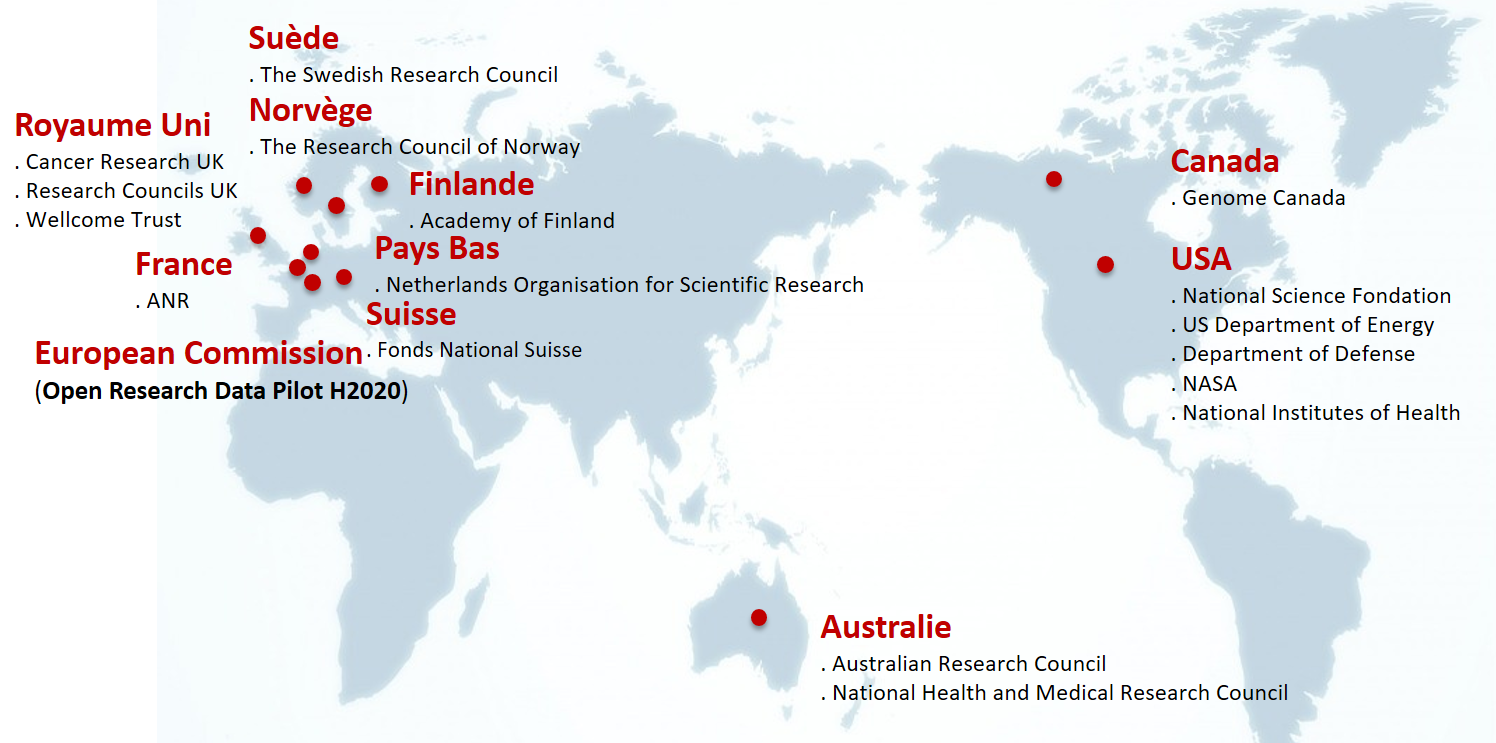 Suède
. The Swedish Research Council
Norvège
. The Research Council of Norway
Royaume Uni
. Cancer Research UK
. Research Councils UK
. Wellcome Trust
Finlande
. Academy of Finland
France
. ANR
Pays Bas
. Netherlands Organisation for Scientific Research
Suisse
. Fonds National Suisse
European Commission
(Open Research Data Pilot H2020)
Canada
. Genome Canada
USA
. National Science Fondation
. US Department of Energy
. Department of Defense
. NASA
. National Institutes of Health
Australie
. Australian Research Council
. National Health and Medical Research Council